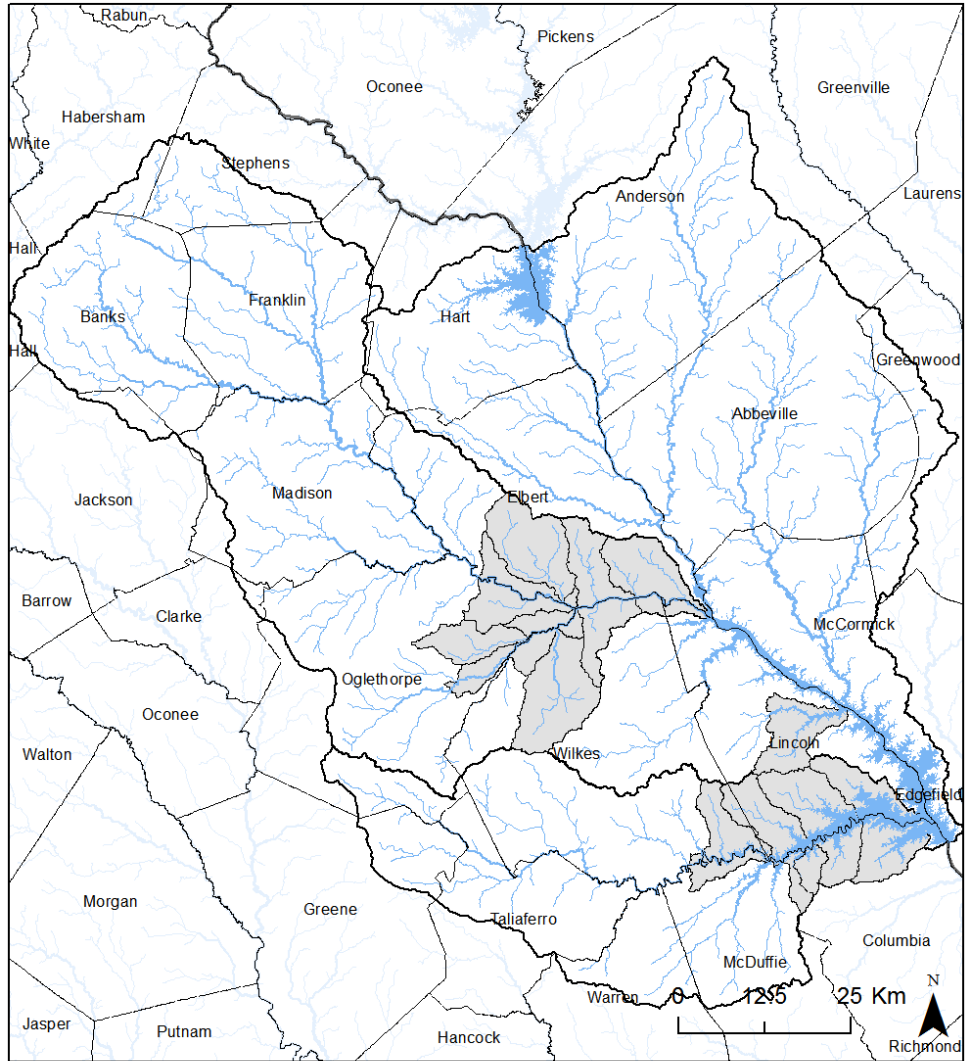 Rabun
Pickens
Oconee
Greenville
Habersham
White
Stephens
Anderson
Laurens
Hall
Franklin
Banks
Hart
Hall
Greenwood
Abbeville
Jackson
Madison
Elbert
Barrow
Clarke
McCormick
Oglethorpe
Oconee
Walton
Wilkes
Lincoln
Edgefield
Morgan
Greene
Taliaferro
Columbia
McDuffie
Warren
0 12.5 25 Km
N
Jasper
Putnam
Hancock
Richmond